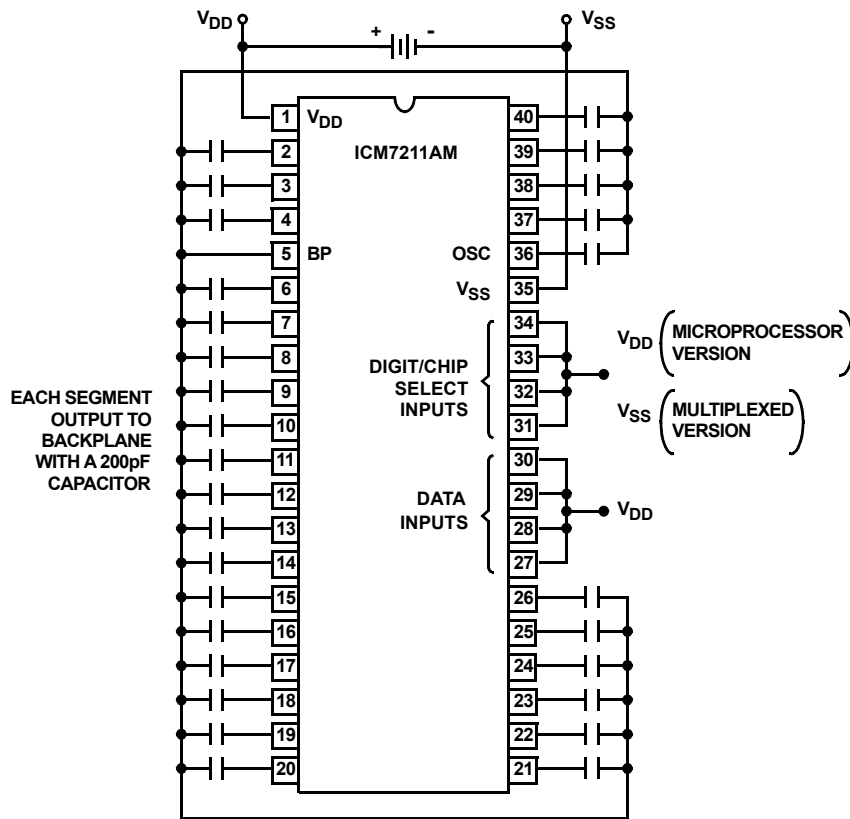 VDD
+
-
VSS
1
VDD
40
2
ICM7211AM
39
3
38
4
37
5
BP
OSC
36
6
VSS
35
7
34
8
33
9
32
10
31
DIGIT/CHIP
SELECT
INPUTS
VDD (MICROPROCESSOR
VERSION)
VSS (MULTIPLEXED
VERSION)
EACH SEGMENT
OUTPUT TO
BACKPLANE
WITH A 200pF
CAPACITOR
11
30
12
29
13
28
14
27
DATA
INPUTS
VDD
15
26
16
25
17
24
18
23
19
22
20
21